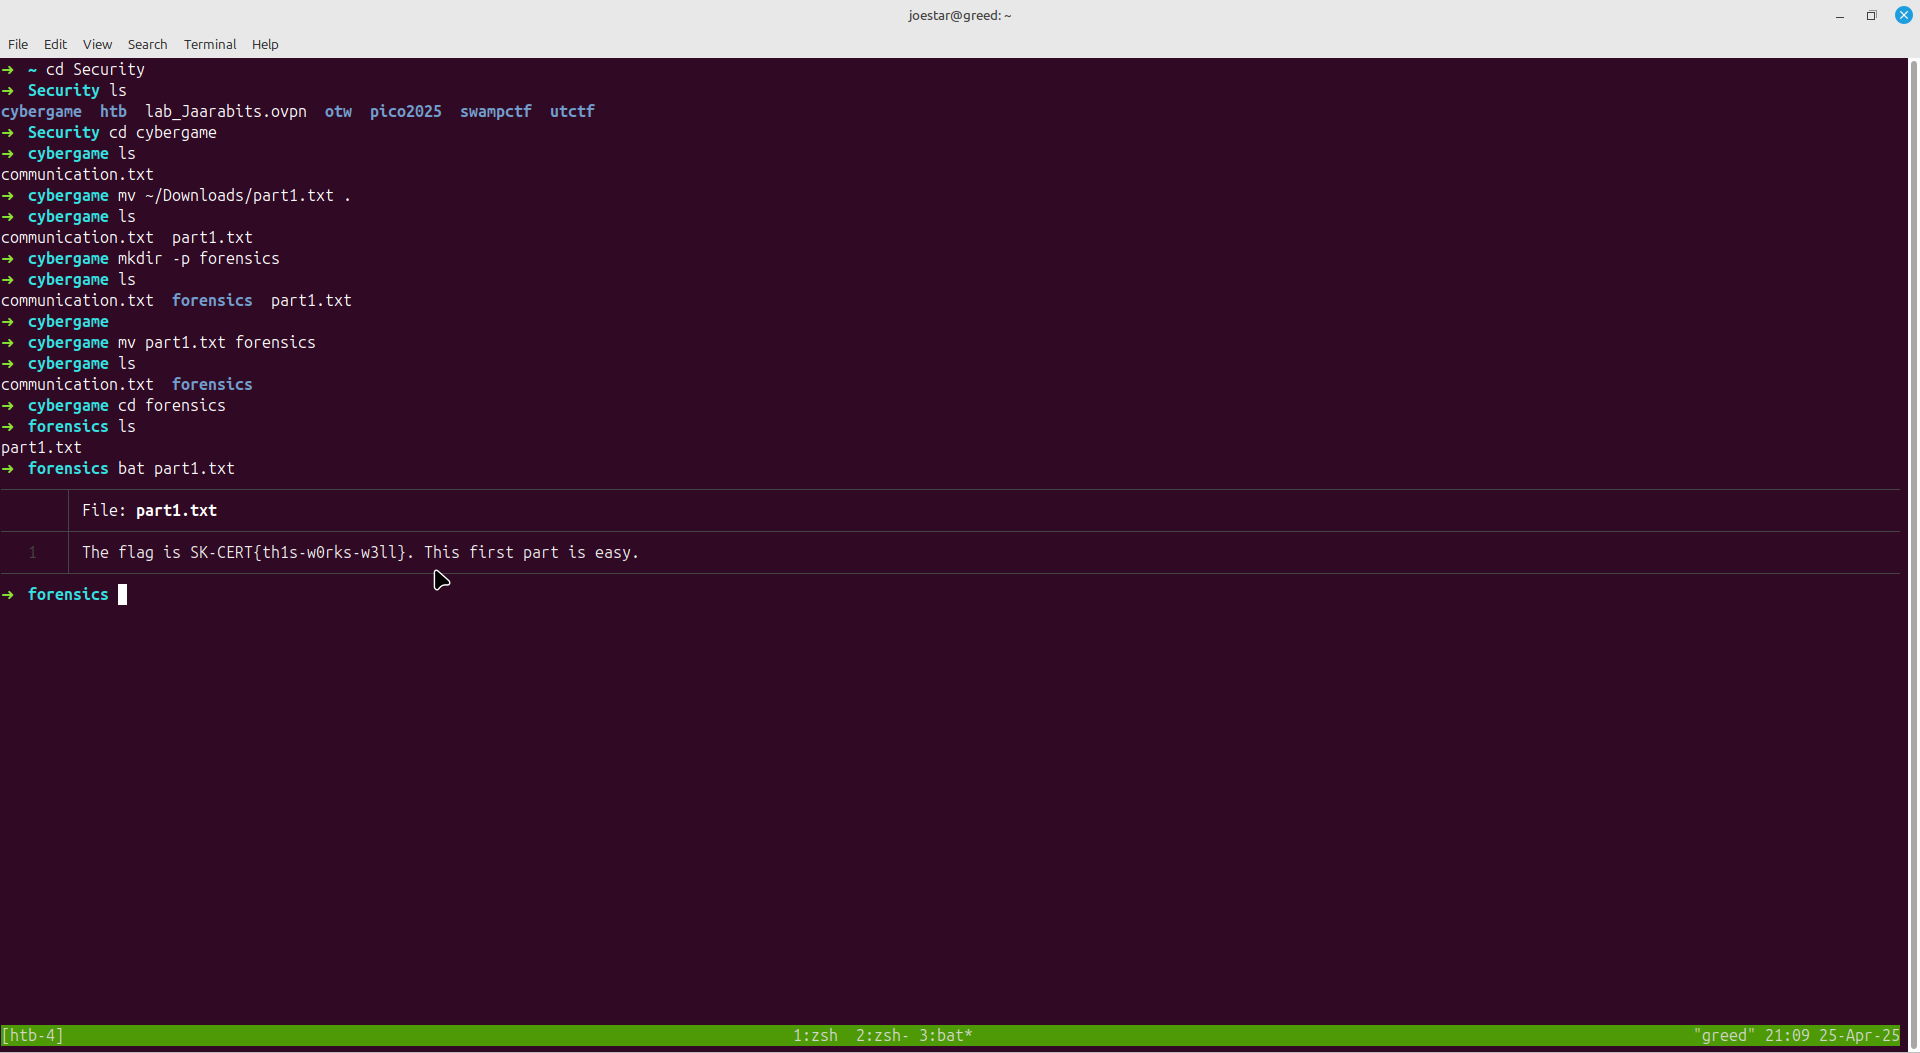 joestar@greed: ~
File Edit View Search Terminal Help
➜ ~ cd Security
➜ Security ls
cybergame htb lab_Jaarabits.ovpn otw pico2025 swampctf utctf
➜ Security cd cybergame
➜ cybergame ls
communication.txt
➜ cybergame mv ~/Downloads/part1.txt .
➜ cybergame ls
communication.txt part1.txt
➜ cybergame mkdir -p forensics
➜ cybergame ls
communication.txt forensics part1.txt
➜ cybergame
➜ cybergame mv part1.txt forensics
➜ cybergame ls
communication.txt forensics
➜ cybergame cd forensics
➜ forensics ls
part1.txt
➜ forensics bat part1.txt
File: part1.txt
1 The flag is SK-CERT{th1s-w0rks-w3ll}. This first part is easy.
➜ forensics
[htb-4] 1:zsh 2:zsh- 3:bat* "greed" 21:09 25-Apr-25